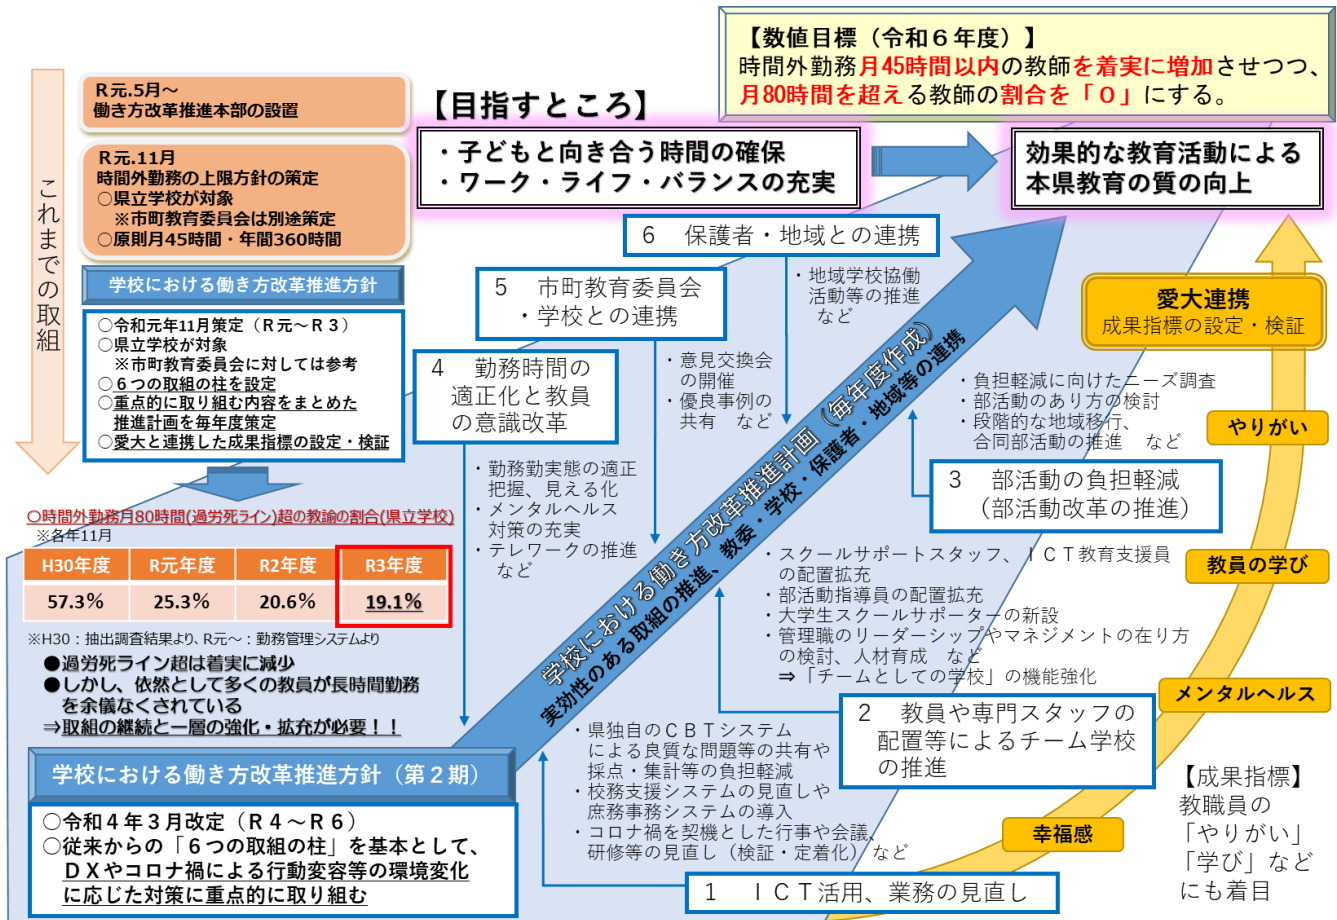 【数値目標（令和６年度）】
時間外勤務月45時間以内の教師を着実に増加させつつ、
月80時間を超える教師の割合を「０」にする。
これまでの取組
Ｒ元.5月～
働き方改革推進本部の設置
Ｒ元.11月
時間外勤務の上限方針の策定
○県立学校が対象
※市町教育委員会は別途策定
○原則月45時間・年間360時間
学校における働き方改革推進方針
○令和元年11月策定（Ｒ元～Ｒ３）
○県立学校が対象
※市町教育委員会に対しては参考
○６つの取組の柱を設定
○重点的に取り組む内容をまとめた
推進計画を毎年度策定
○愛大と連携した成果指標の設定・検証
【目指すところ】
・子どもと向き合う時間の確保
・ワーク・ライフ・バランスの充実
効果的な教育活動による
本県教育の質の向上
６　保護者・地域との連携
・地域学校協働
活動等の推進
など
５　市町教育委員会
・学校との連携
・意見交換会
の開催
・優良事例の
共有　など
４　勤務時間の
適正化と教員
の意識改革
・勤務勤実態の適正
把握、見える化
・メンタルヘルス
対策の充実
・テレワークの推進
など
○時間外勤務月80時間(過労死ライン)超の教諭の割合(県立学校)
※各年11月
H30年度　R元年度　R2年度　R3年度
57.3%　25.3%　20.6%　19.1%
※H30：抽出調査結果より、R元～：勤務管理システムより
●過労死ライン超は着実に減少
●しかし、依然として多くの教員が長時間勤務
を余儀なくされている
⇒取組の継続と一層の強化・拡充が必要！！
学校における働き方改革推進方針（第２期）
○令和４年３月改定（Ｒ４～Ｒ６）
○従来からの「６つの取組の柱」を基本として、
ＤＸやコロナ禍による行動変容等の環境変化
に応じた対策に重点的に取り組む
学校における働き方改革推進計画（毎年度作成）
実効性のある取組の推進、教委・学校・保護者・地域等の連携
・負担軽減に向けたニーズ調査
・部活動のあり方の検討
・段階的な地域移行、
合同部活動の推進　など
３　部活動の負担軽減
（部活動改革の推進）
・スクールサポートスタッフ、ＩＣＴ教育支援員
の配置拡充
・部活動指導員の配置拡充
・大学生スクールサポーターの新設
・管理職のリーダーシップやマネジメントの在り方
の検討、人材育成　など
⇒「チームとしての学校」の機能強化
２　教員や専門スタッフの
配置等によるチーム学校
の推進
・県独自のＣＢＴシステム
による良質な問題等の共有や
採点・集計等の負担軽減
・校務支援システムの見直しや
庶務事務システムの導入
・コロナ禍を契機とした行事や会議、
研修等の見直し（検証・定着化）など
１　ＩＣＴ活用、業務の見直し
愛大連携
成果指標の設定・検証
やりがい
教員の学び
メンタルヘルス
幸福感
【成果指標】
教職員の
「やりがい」
「学び」など
にも着目